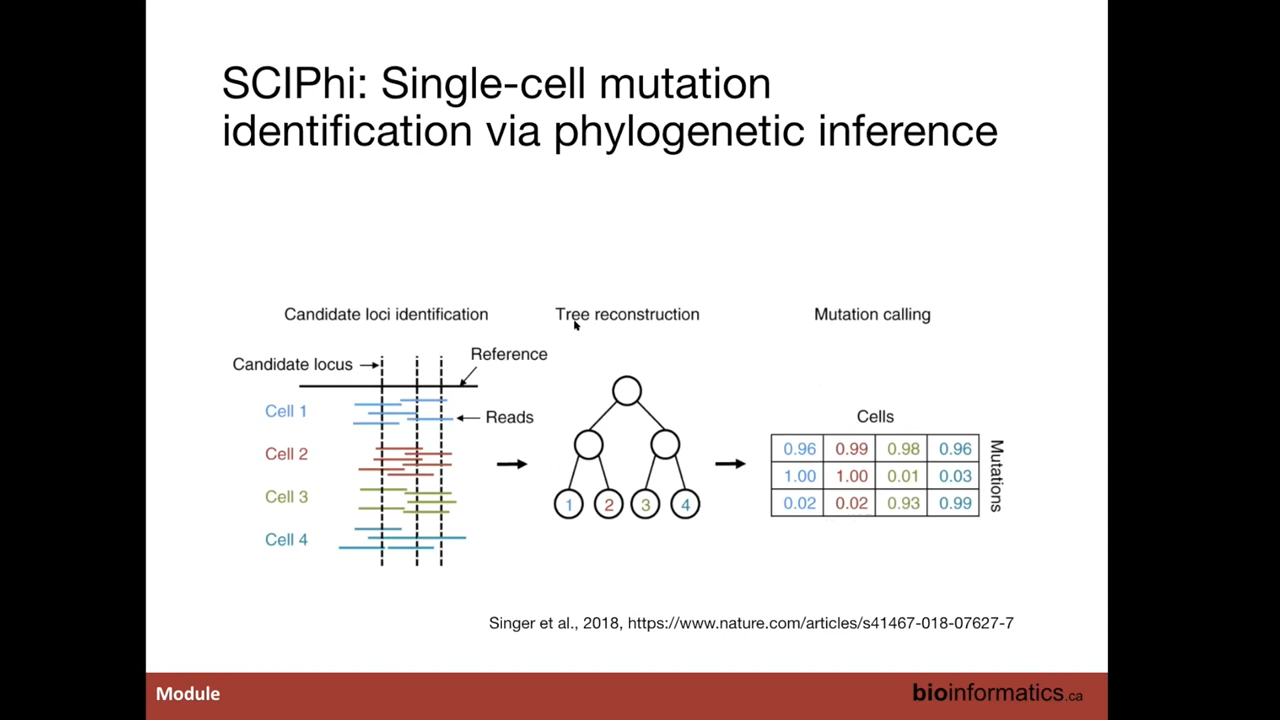 SCIPhi: Single-cell mutation
identification via phylogenetic inference
Candidate loci identification
Tree reconstruction
Mutation calling
Reference
Candidate locus
Cell 1
Reads
Cell 2
Cell 3
Cell 4
1 2 3 4
Cells
0.96 0.99 0.98 0.96
1.00 1.00 0.01 0.03
0.02 0.02 0.93 0.99
Mutations
Singer et al., 2018, https://www.nature.com/articles/s41467-018-07627-7
Module
bioinformatics.ca